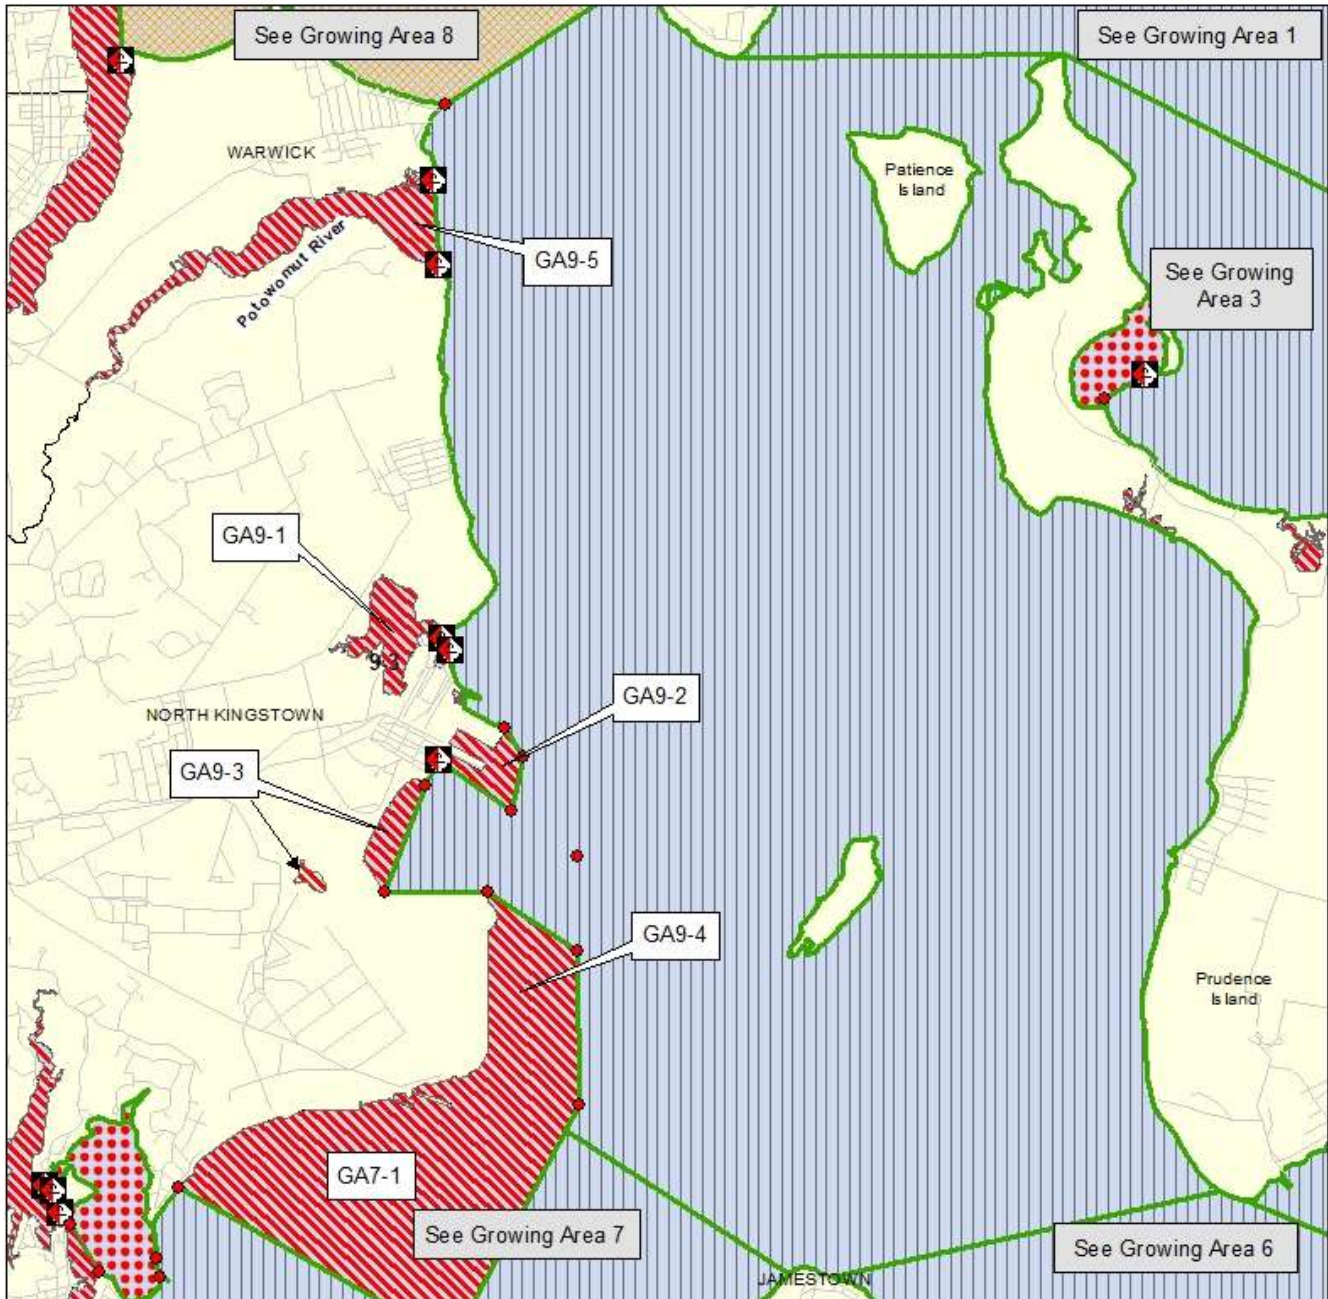 See Growing Area 8
See Growing Area 1
WARWICK
Patience
Island
Potowomut River
GA9-5
See Growing
Area 3
GA9-1
GA9-2
NORTH KINGSTOWN
GA9-3
GA9-4
Prudence
Island
GA7-1
See Growing Area 7
See Growing Area 6
JAMESTOWN